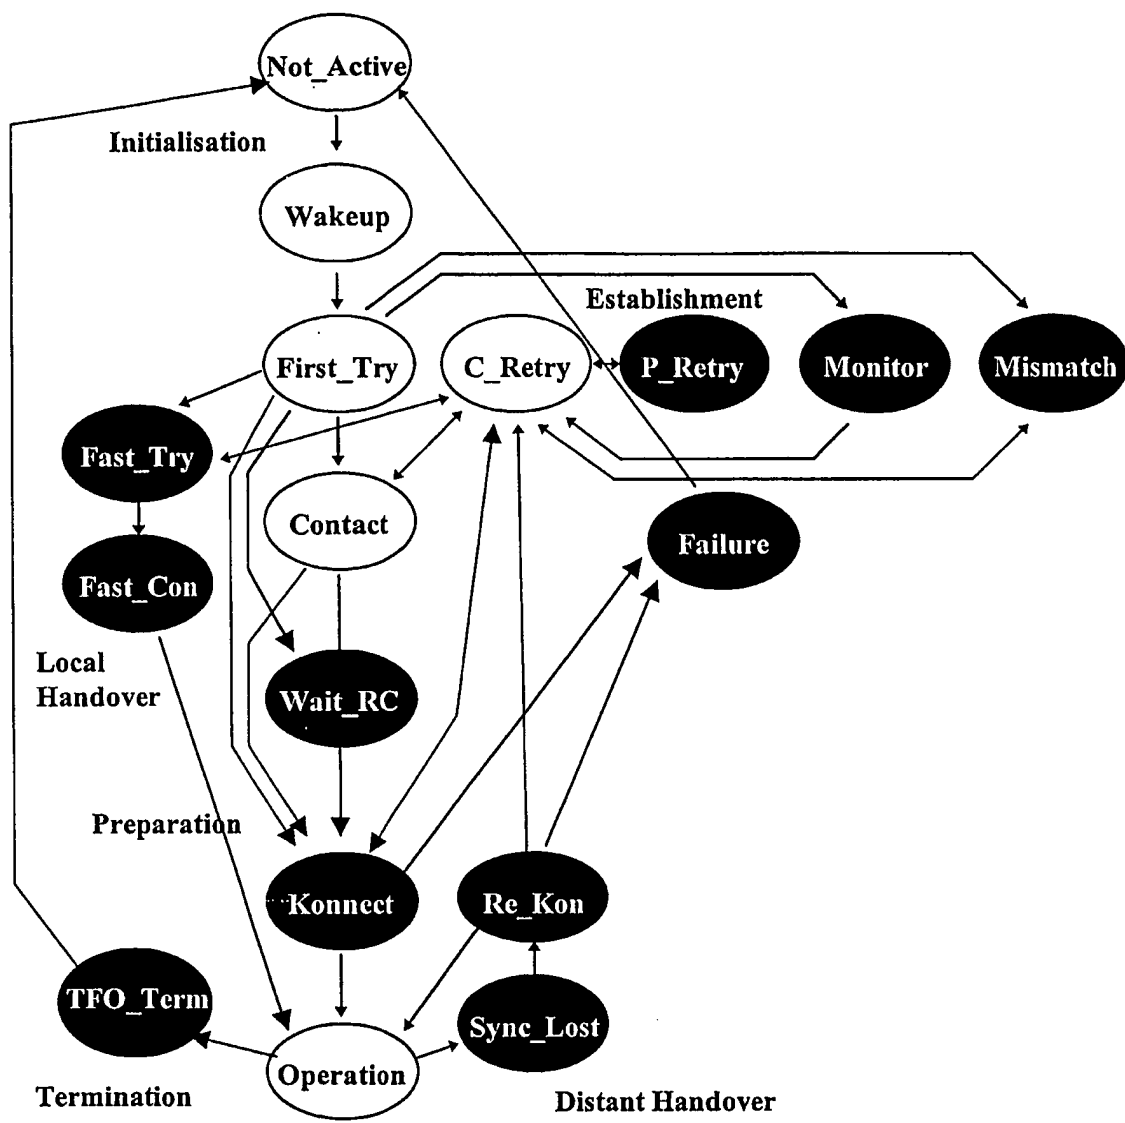 Not_Active
Initialisation
Wakeup
Establishment
First_Try
C_Retry
P_Retry
Monitor
Mismatch
Fast_Try
Contact
Failure
Fast_Con
Local
Handover
Wait_RC
Preparation
Konnect
Re_Kon
TFO_Term
Sync_Lost
Operation
Termination
Distant Handover